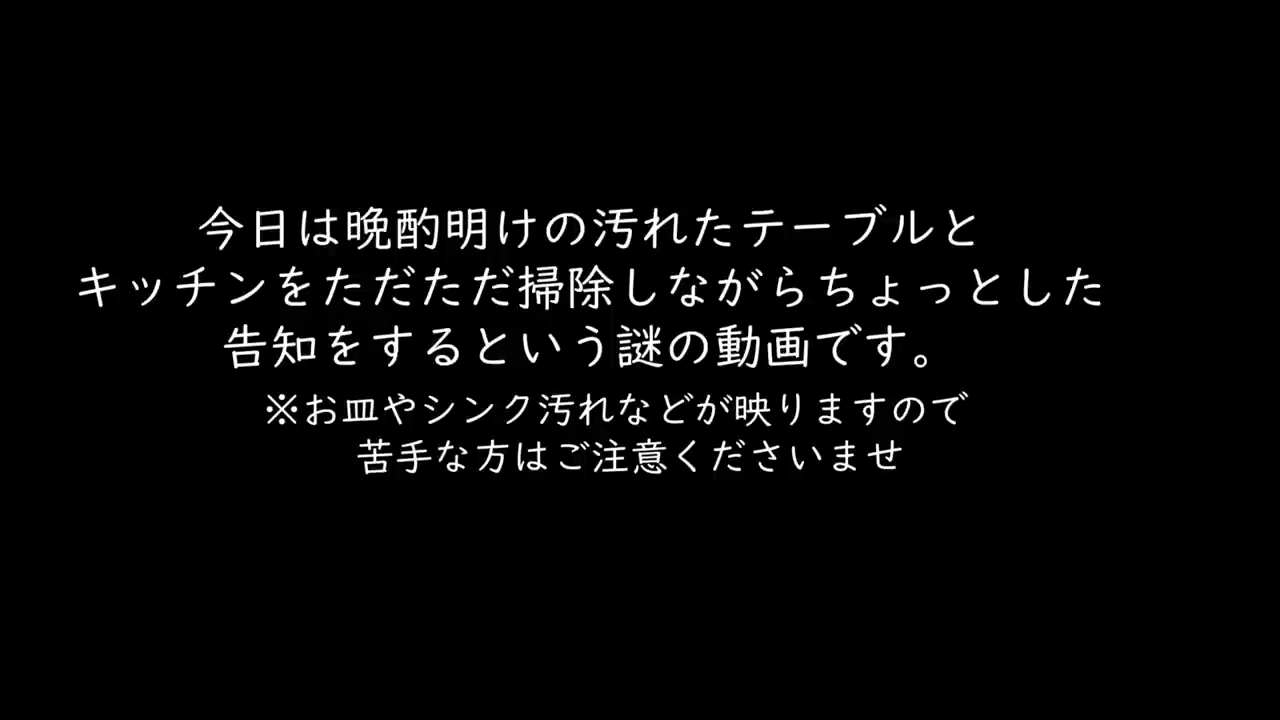 今日は晩酌明けの汚れたテーブルと
キッチンをただただ掃除しながらちょっとした
告知をするという謎の動画です。
※お皿やシンク汚れなどが映りますので
苦手な方はご注意くださいませ